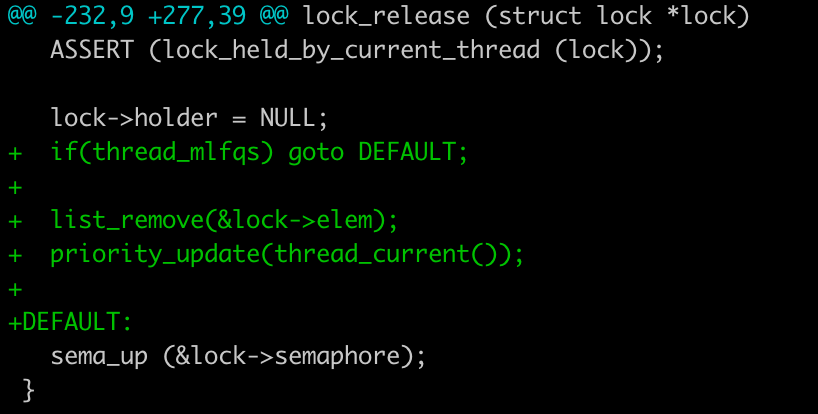 @@ -232,9 +277,39 @@ lock_release (struct lock *lock)
   ASSERT (lock_held_by_current_thread (lock));

   lock->holder = NULL;
+  if(thread_mlfqs) goto DEFAULT;
+
+  list_remove(&lock->elem);
+  priority_update(thread_current());
+
+DEFAULT:
   sema_up (&lock->semaphore);
 }